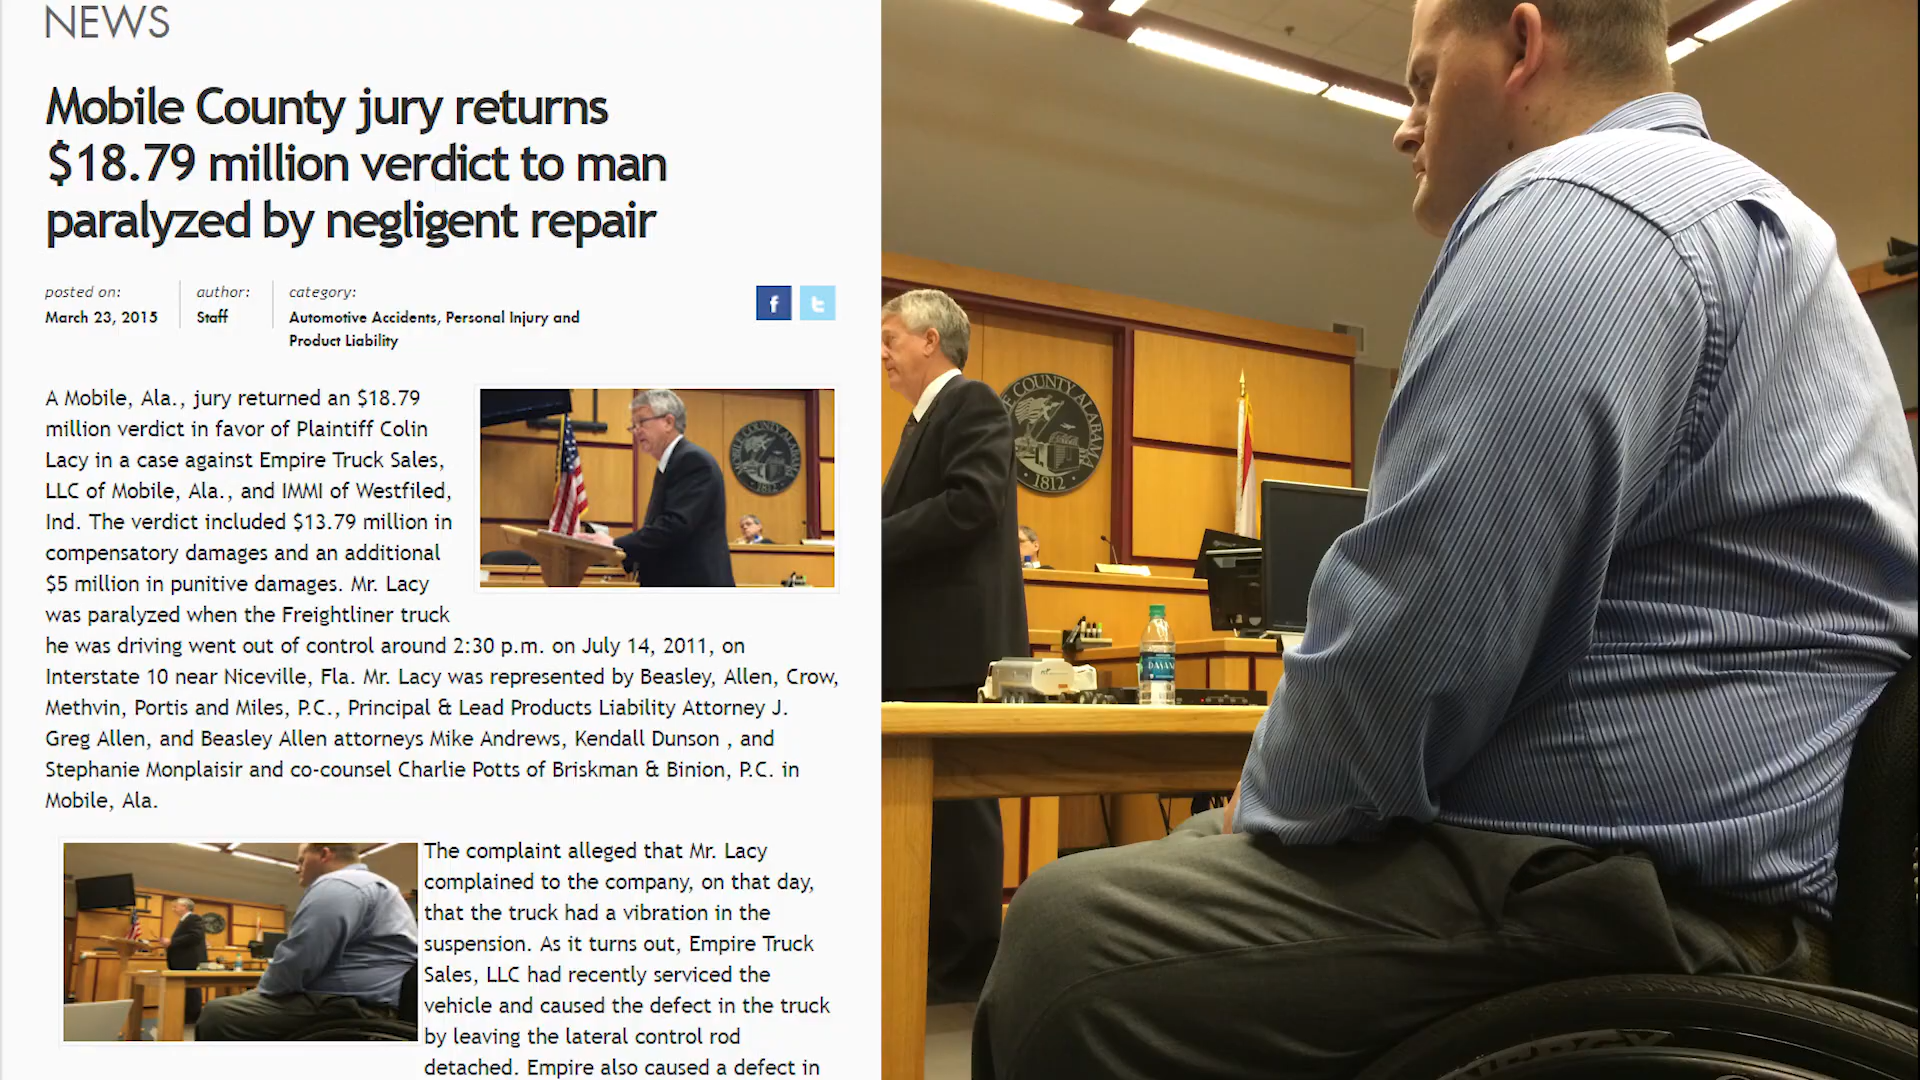 NEWS
Mobile County jury returns
$18.79 million verdict to man
paralyzed by negligent repair
posted on:
March 23, 2015
author:
Staff
category:
Automotive Accidents, Personal Injury and
Product Liability
f
t
A Mobile, Ala., jury returned an $18.79
million verdict in favor of Plaintiff Colin
Lacy in a case against Empire Truck Sales,
LLC of Mobile, Ala., and IMMI of Westfiled,
Ind. The verdict included $13.79 million in
compensatory damages and an additional
$5 million in punitive damages. Mr. Lacy
was paralyzed when the Freightliner truck
he was driving went out of control around 2:30 p.m. on July 14, 2011, on
Interstate 10 near Niceville, Fla. Mr. Lacy was represented by Beasley, Allen, Crow,
Methvin, Portis and Miles, P.C., Principal & Lead Products Liability Attorney J.
Greg Allen, and Beasley Allen attorneys Mike Andrews, Kendall Dunson , and
Stephanie Monplaisir and co-counsel Charlie Potts of Briskman & Binion, P.C. in
Mobile, Ala.
The complaint alleged that Mr. Lacy
complained to the company, on that day,
that the truck had a vibration in the
suspension. As it turns out, Empire Truck
Sales, LLC had recently serviced the
vehicle and caused the defect in the truck
by leaving the lateral control rod
detached. Empire also caused a defect in
MOBILE COUNTY ALABAMA
1812
E COUNTY ALABAMA
1812
DASANI